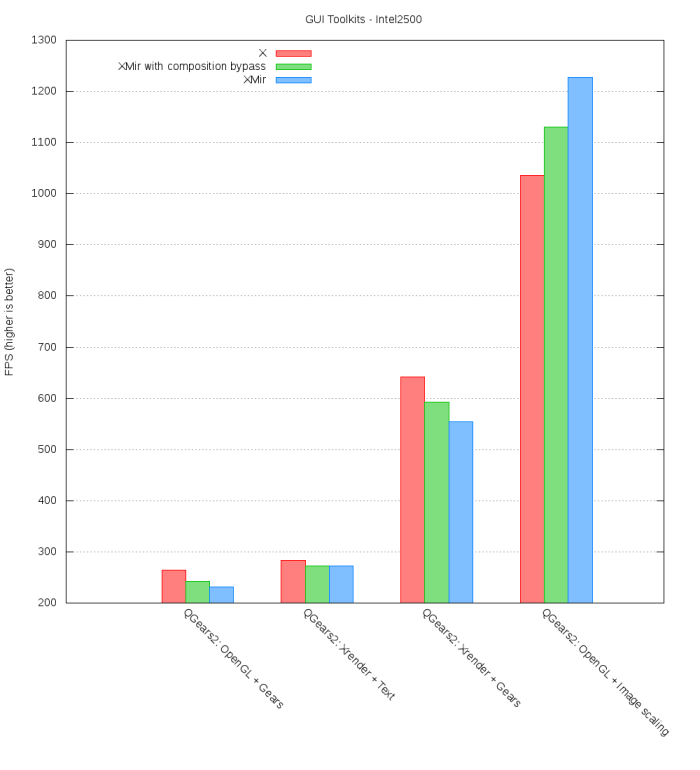 GUI Toolkits - Intel2500
X
XMir with composition bypass
XMir
FPS (higher is better)
1300
1200
1100
1000
900
800
700
600
500
400
300
200
QGears2: OpenGL + Gears
QGears2: Xrender + Text
QGears2: Xrender + Gears
QGears2: OpenGL + Image scaling